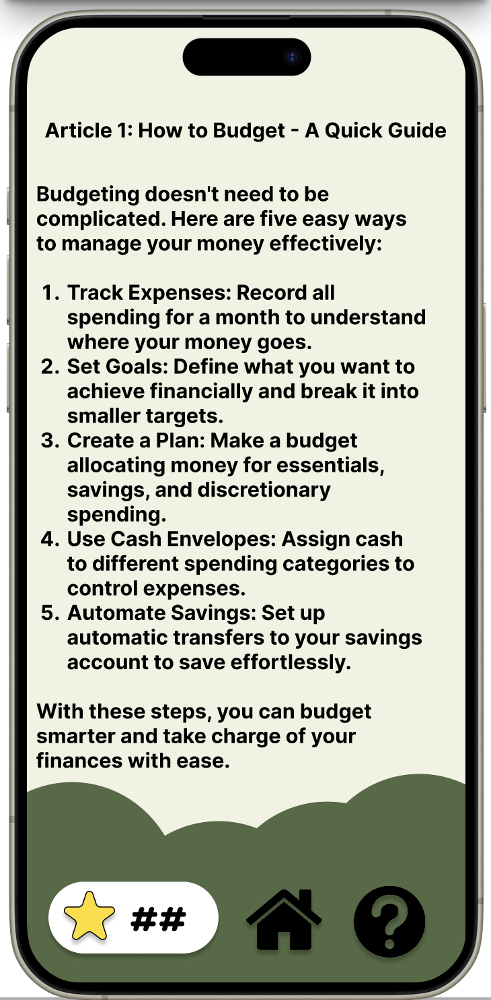 Article 1: How to Budget - A Quick Guide
Budgeting doesn't need to be
complicated. Here are five easy ways
to manage your money effectively:
1. Track Expenses: Record all
spending for a month to understand
where your money goes.
2. Set Goals: Define what you want to
achieve financially and break it into
smaller targets.
3. Create a Plan: Make a budget
allocating money for essentials,
savings, and discretionary
spending.
4. Use Cash Envelopes: Assign cash
to different spending categories to
control expenses.
5. Automate Savings: Set up
automatic transfers to your savings
account to save effortlessly.
With these steps, you can budget
smarter and take charge of your
finances with ease.
##
?